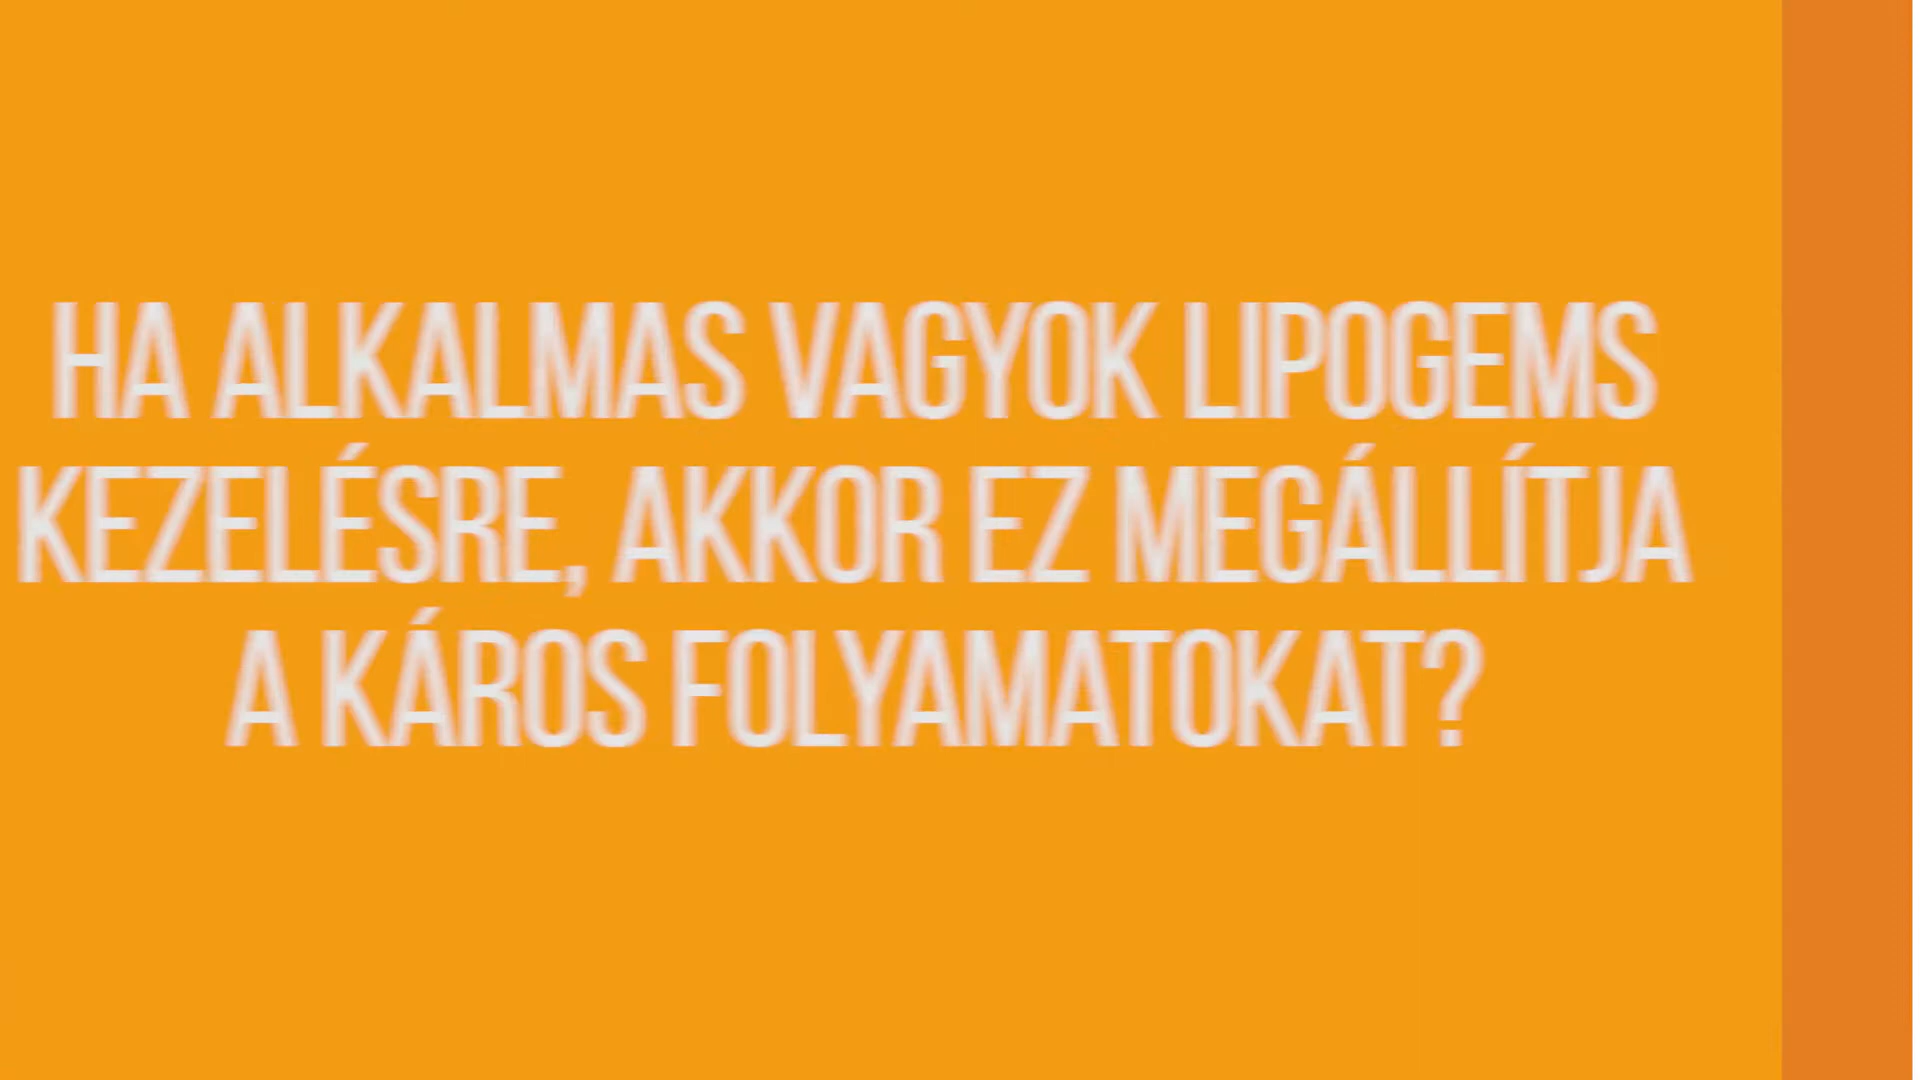 HA ALKALMAS VAGYOK LIPOGEMS
KEZELÉSRE, AKKOR EZ MEGÁLLÍTJA
A KÁROS FOLYAMATOKAT?